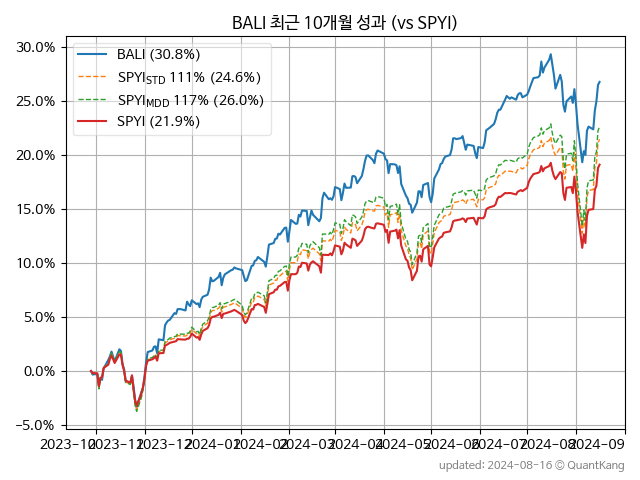 BALI 최근 10개월 성과 (vs SPYI)
30.0%
25.0%
20.0%
15.0%
10.0%
5.0%
0.0%
−5.0%
BALI (30.8%)
SPYI_STD 111% (24.6%)
SPYI_MDD 117% (26.0%)
SPYI (21.9%)
2023-10 2023-11 2023-12 2024-01 2024-02 2024-03 2024-04 2024-05 2024-06 2024-07 2024-08 2024-09
updated: 2024-08-16 © QuantKang